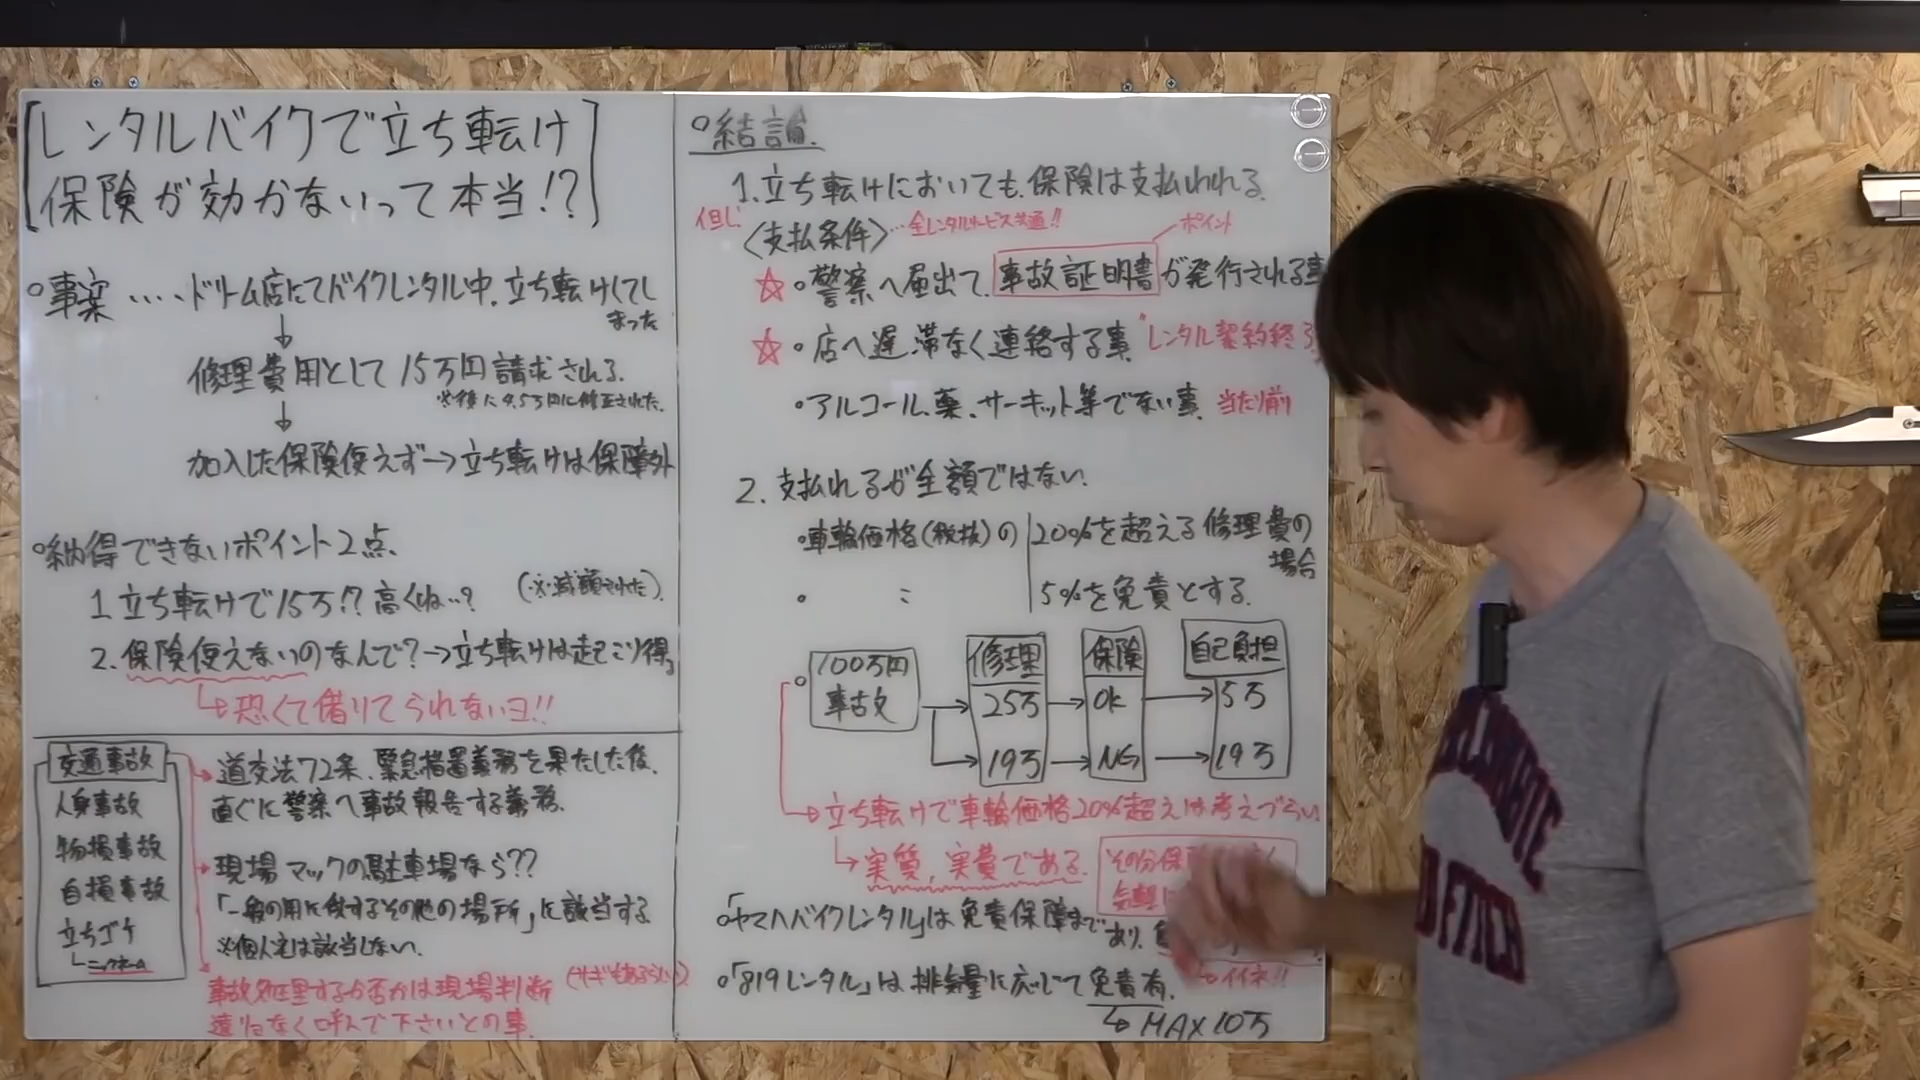 レンタルバイクで立ち転け
保険が効かないって本当!?
○事案‥‥ドリーム店にてバイクレンタル中、立ち転けしてし
まった
↓
修理費用として15万円請求される.
※後に9.5万円に修正された.
↓
加入した保険使えず→立ち転けは保障外
○納得できないポイント2点、
1.立ち転けで15万!?高くね‥? (※減額された)
2.保険使えないのなんで?→立ち転けは起こり得る
↳恐くて借りてられないヨ!!
交通事故
人身事故
物損事故
自損事故
立ちゴケ
道交法72条、緊急措置義務を果たした後、
直ぐに警察へ事故報告する義務.
現場 マックの駐車場なら??
「一般の用に供するその他の場所」に該当する
※個人宅は該当しない.
事故処理するか否かは現場判断
遠慮なく呼んで下さいとの事.
○結論.
1.立ち転けにおいても、保険は支払われる.
但し
〈支払条件〉…全レンタルサービス共通!! ポイント
☆・警察へ届出て、事故証明書が発行される事
☆・店へ遅滞なく連絡する事. レンタル契約終了
・アルコール、薬、サーキット等でない事. 当たり前
2.支払われるが全額ではない.
・車輌価格(税抜)の 20%を超える修理費の
場合
・ 〃 5%を免責とする.
○100万円
事故 修理 保険 自己負担
25万→OK→5万
19万→NG→19万
↳立ち転けで車輌価格20%超えは考えづらい
↳実質,実費である. その分保
気軽に
○「ヤマハバイクレンタル」は免責保障まで
あり.
イイネ!!
○「819レンタル」は排気量に応じて免責有.
↳MAX10万